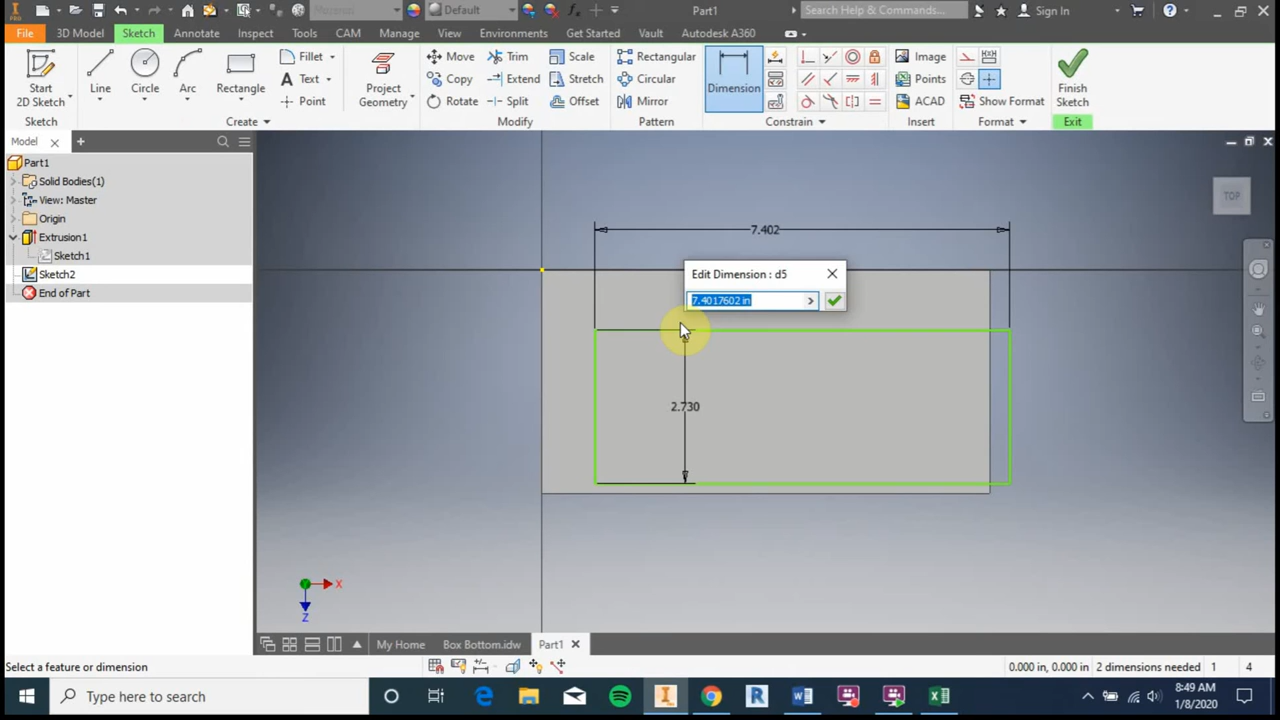 PRO
Material
Default
Part1
Search Help & Commands...
Sign In
File
3D Model
Sketch
Annotate
Inspect
Tools
CAM
Manage
View
Environments
Get Started
Vault
Autodesk A360
Start
2D Sketch
Line
Circle
Arc
Rectangle
Fillet
Text
Point
Project
Geometry
Move
Copy
Rotate
Trim
Extend
Split
Scale
Stretch
Offset
Rectangular
Circular
Mirror
Dimension
Image
Points
ACAD
Show Format
Finish
Sketch
Sketch
Create
Modify
Pattern
Constrain
Insert
Format
Exit
Model
Part1
Solid Bodies(1)
View: Master
Origin
Extrusion1
Sketch1
Sketch2
End of Part
TOP
7.402
Edit Dimension : d5
7.4017602 in
2.730
X
Z
My Home
Box Bottom.idw
Part1
Select a feature or dimension
0.000 in, 0.000 in
2 dimensions needed
1
4
Type here to search
8:49 AM
1/8/2020